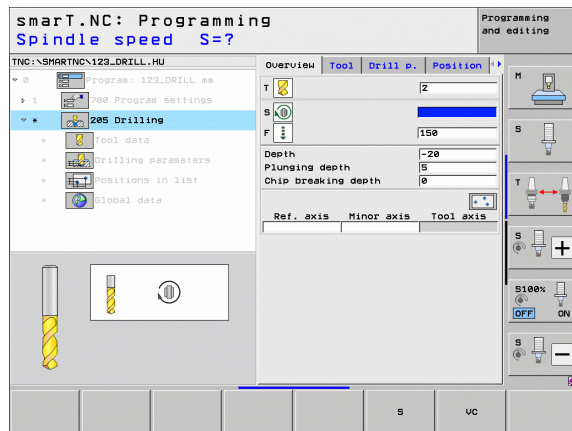 smarT.NC: Programming
Spindle speed S=?
Programming
and editing
TNC:\SMARTNC\123_DRILL.HU
0 Program: 123_DRILL mm
1 700 Program settings
* 205 Drilling
* Tool data
* Drilling parameters
* Positions in list
* Global data
Overview Tool Drill p. Position
T 2
S
F 150
Depth -20
Plunging depth 5
Chip breaking depth 0
Ref. axis Minor axis Tool axis
M
S
T
S
+
S100%
OFF ON
S
-
S VC